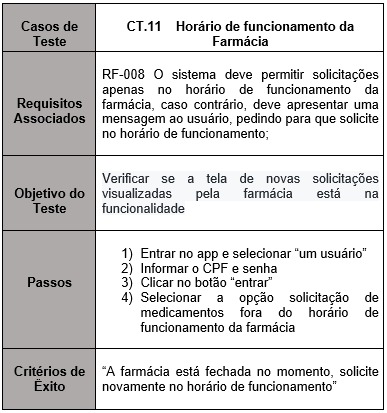 Casos de Teste
CT.11 Horário de funcionamento da
Farmácia
Requisitos
Associados
RF-008 O sistema deve permitir solicitações
apenas no horário de funcionamento da
farmácia, caso contrário, deve apresentar uma
mensagem ao usuário, pedindo para que solicite
no horário de funcionamento;
Objetivo do
Teste
Verificar se a tela de novas solicitações
visualizadas pela farmácia está na
funcionalidade
Passos
1) Entrar no app e selecionar “um usuário”
2) Informar o CPF e senha
3) Clicar no botão “entrar”
4) Selecionar a opção solicitação de
medicamentos fora do horário de
funcionamento da farmácia
Critérios de
Êxito
“A farmácia está fechada no momento, solicite
novamente no horário de funcionamento”